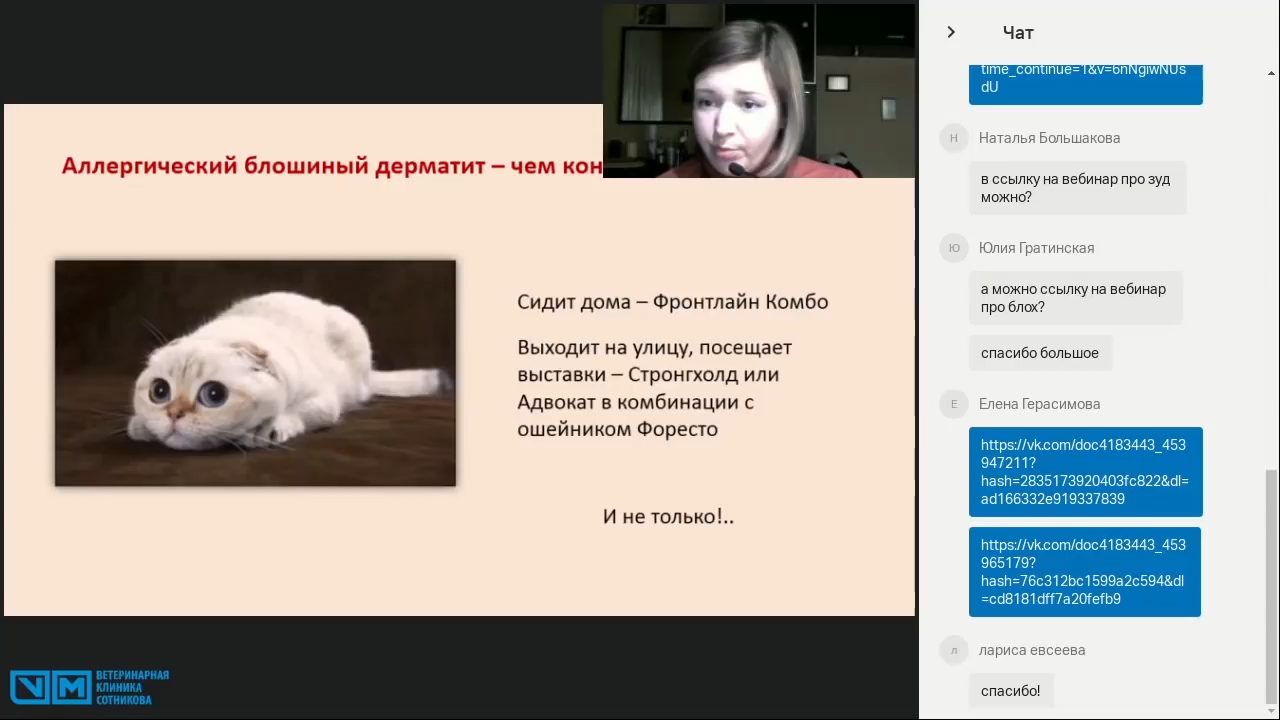 Аллергический блошиный дерматит – чем кон
Сидит дома – Фронтлайн Комбо
Выходит на улицу, посещает
выставки – Стронгхолд или
Адвокат в комбинации с
ошейником Форесто
И не только!..
ВЕТЕРИНАРНАЯ
КЛИНИКА
СОТНИКОВА
Чат
time_continue=1&v=6nNgiwNUs
dU
Н
Наталья Большакова
в ссылку на вебинар про зуд
можно?
Ю
Юлия Гратинская
а можно ссылку на вебинар
про блох?
спасибо большое
Е
Елена Герасимова
https://vk.com/doc4183443_453
947211?
hash=2835173920403fc822&dl=
ad166332e919337839
https://vk.com/doc4183443_453
965179?
hash=76c312bc1599a2c594&dl
=cd8181dff7a20fefb9
л
лариса евсеева
спасибо!